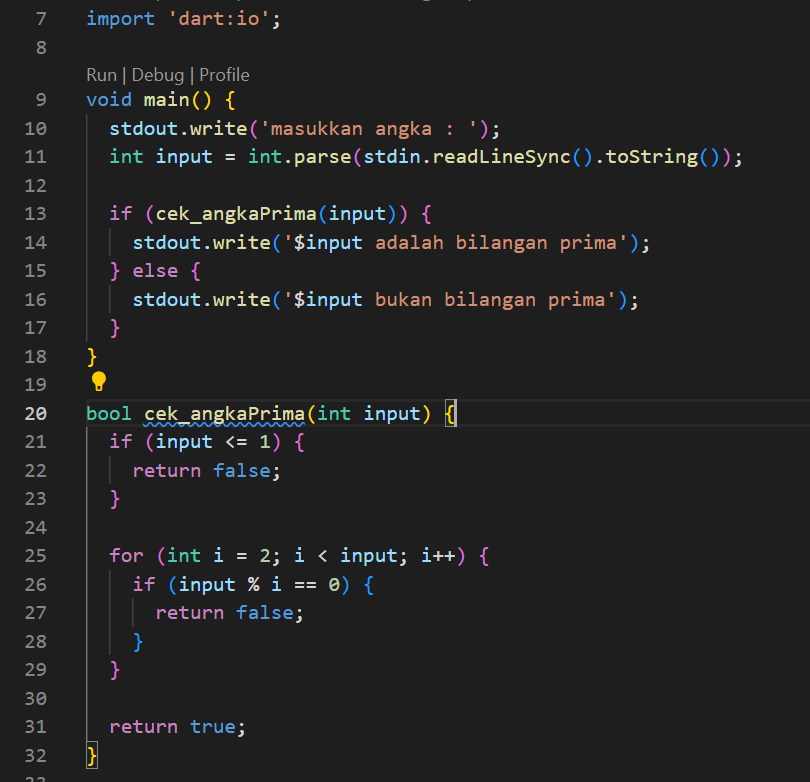 7 import 'dart:io';
8
Run | Debug | Profile
9 void main() {
10 stdout.write('masukkan angka : ');
11 int input = int.parse(stdin.readLineSync().toString());
12
13 if (cek_angkaPrima(input)) {
14 stdout.write('$input adalah bilangan prima');
15 } else {
16 stdout.write('$input bukan bilangan prima');
17 }
18 }
19
20 bool cek_angkaPrima(int input) {
21 if (input <= 1) {
22 return false;
23 }
24
25 for (int i = 2; i < input; i++) {
26 if (input % i == 0) {
27 return false;
28 }
29 }
30
31 return true;
32 }